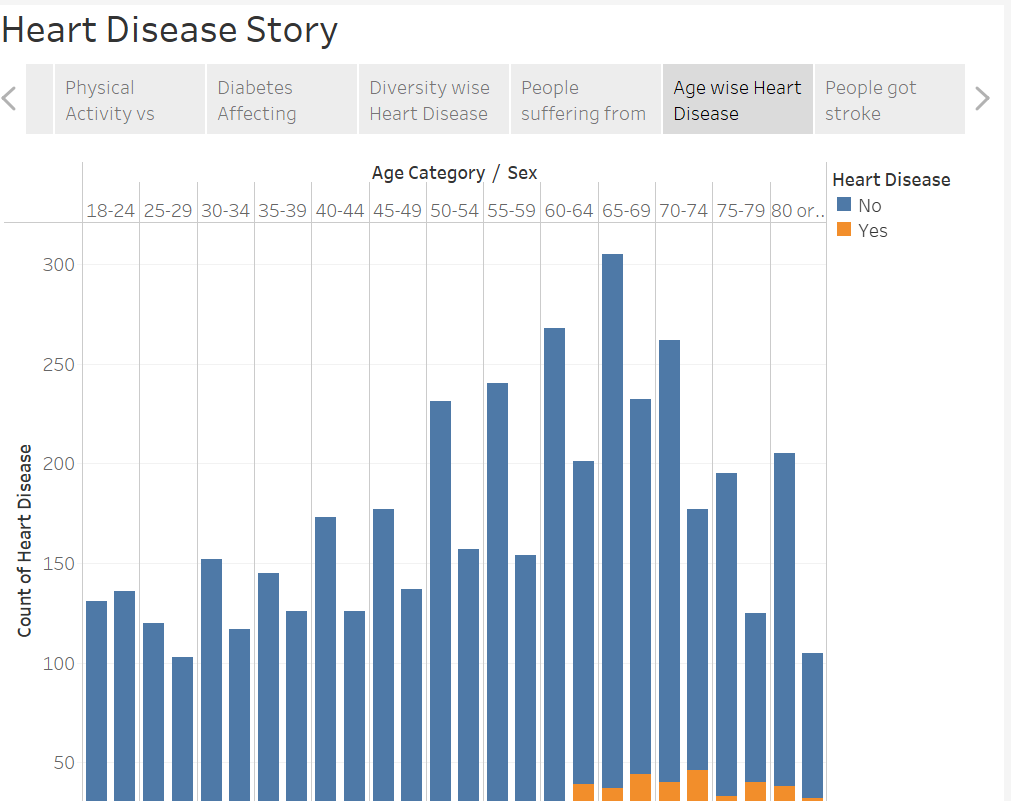 Heart Disease Story
Physical
Activity vs
Diabetes
Affecting
Diversity wise
Heart Disease
People
suffering from
Age wise Heart
Disease
People got
stroke
Age Category / Sex
18-24 25-29 30-34 35-39 40-44 45-49 50-54 55-59 60-64 65-69 70-74 75-79 80 or..
Heart Disease
No
Yes
Count of Heart Disease
300
250
200
150
100
50